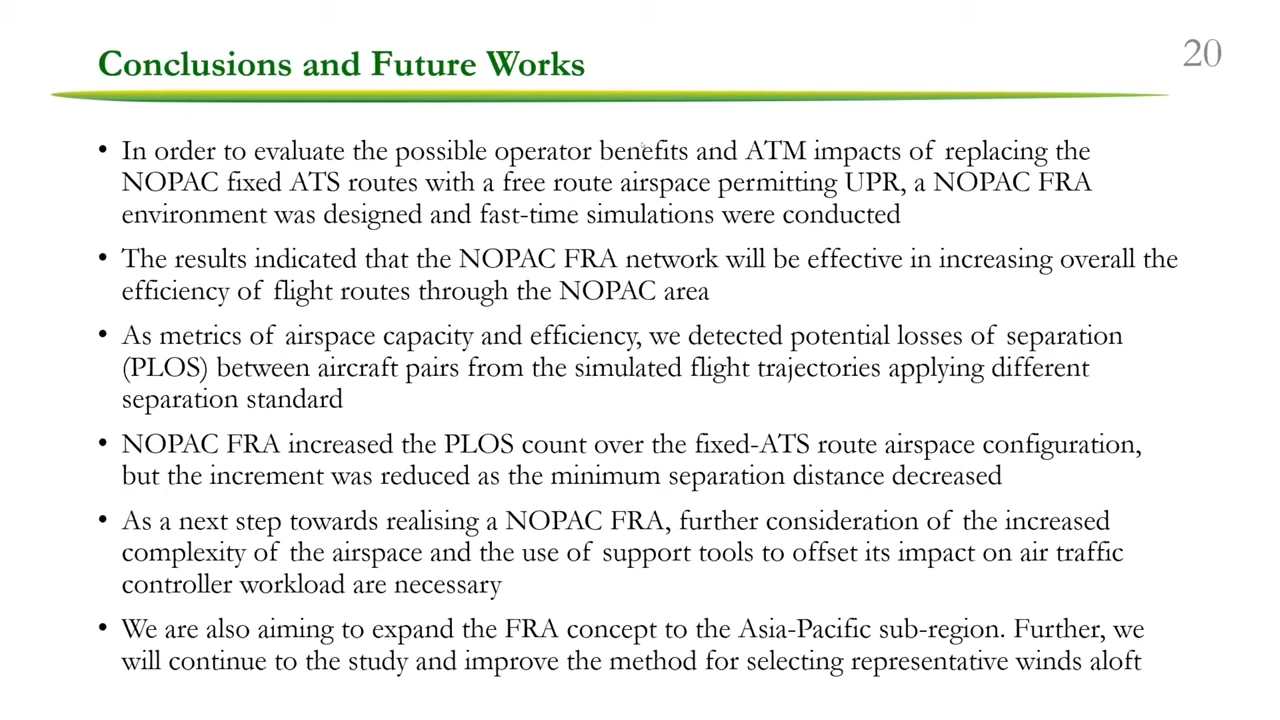 Conclusions and Future Works
20
• In order to evaluate the possible operator benefits and ATM impacts of replacing the
NOPAC fixed ATS routes with a free route airspace permitting UPR, a NOPAC FRA
environment was designed and fast-time simulations were conducted
• The results indicated that the NOPAC FRA network will be effective in increasing overall the
efficiency of flight routes through the NOPAC area
• As metrics of airspace capacity and efficiency, we detected potential losses of separation
(PLOS) between aircraft pairs from the simulated flight trajectories applying different
separation standard
• NOPAC FRA increased the PLOS count over the fixed-ATS route airspace configuration,
but the increment was reduced as the minimum separation distance decreased
• As a next step towards realising a NOPAC FRA, further consideration of the increased
complexity of the airspace and the use of support tools to offset its impact on air traffic
controller workload are necessary
• We are also aiming to expand the FRA concept to the Asia-Pacific sub-region. Further, we
will continue to the study and improve the method for selecting representative winds aloft